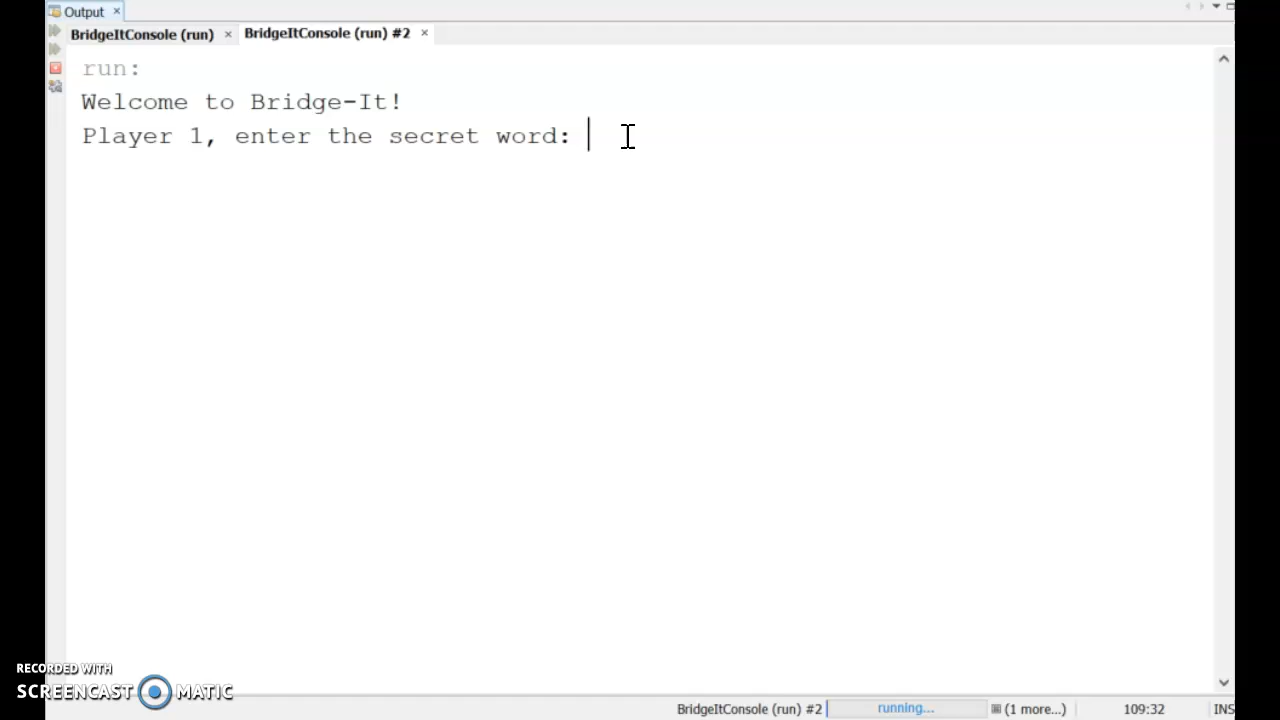 Output ×
BridgeItConsole (run) × BridgeItConsole (run) #2 ×
run:
Welcome to Bridge-It!
Player 1, enter the secret word:
RECORDED WITH
SCREENCAST MATIC
BridgeItConsole (run) #2 running... (1 more...) 109:32 INS